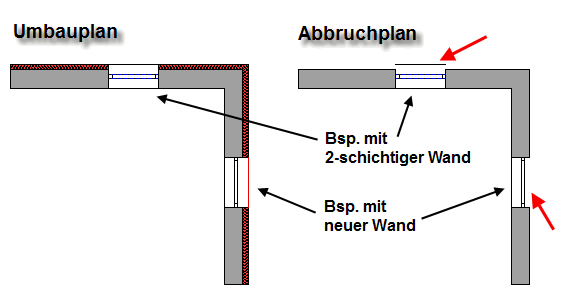 Umbauplan
Abbruchplan
Bsp. mit
2-schichtiger Wand
Bsp. mit
neuer Wand